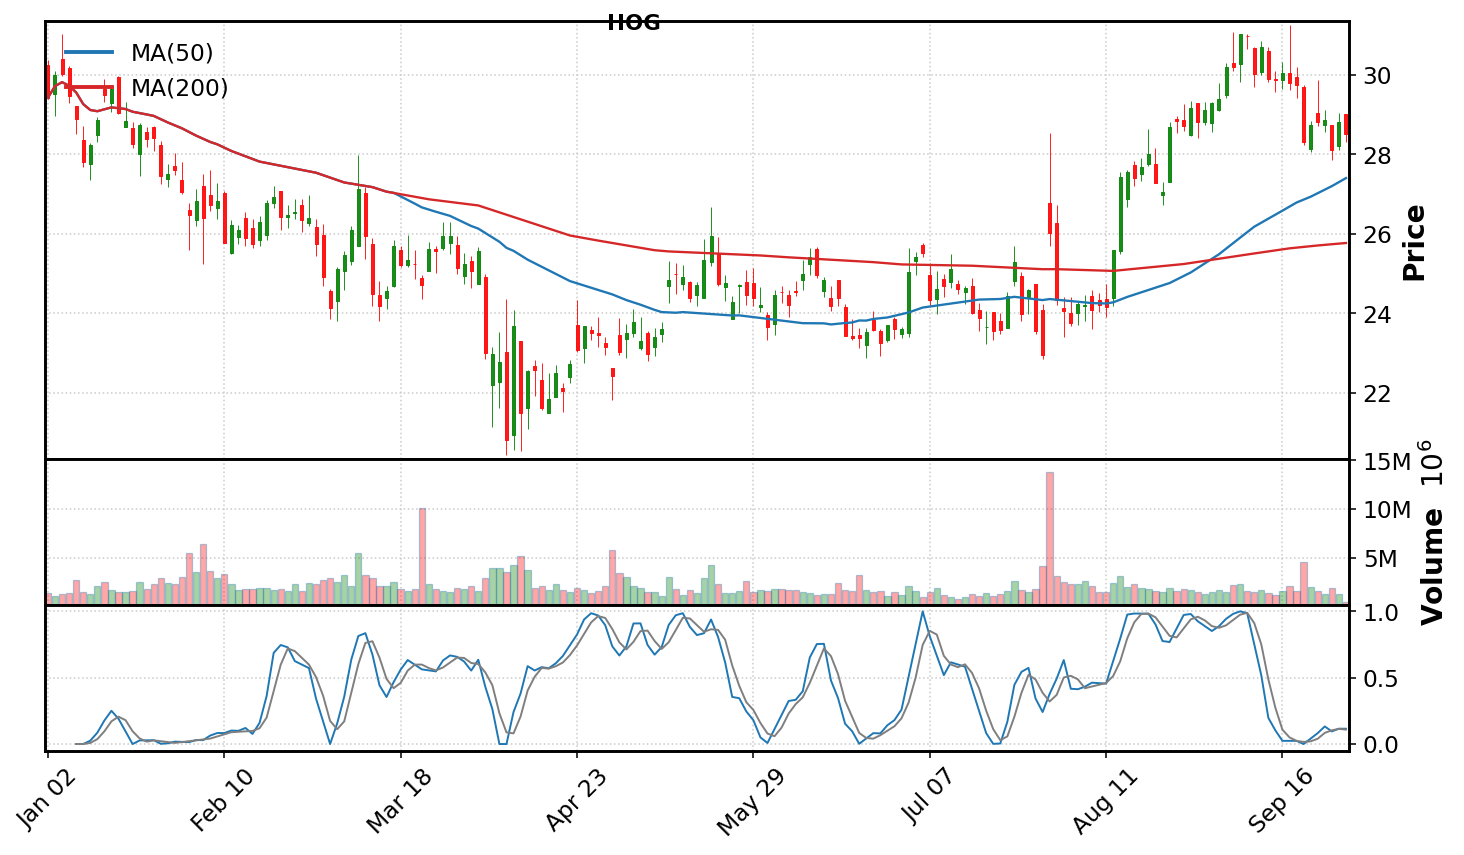 HOG
MA(50)
MA(200)
30
28
26
24
22
Price
15M
10M
5M
Volume 10^6
1.0
0.5
0.0
Jan 02
Feb 10
Mar 18
Apr 23
May 29
Jul 07
Aug 11
Sep 16